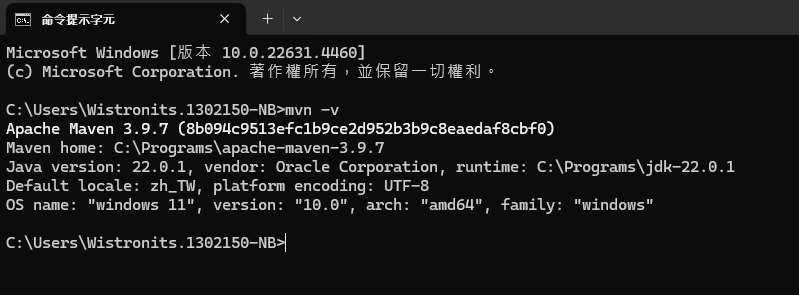 命令提示字元
Microsoft Windows [版本 10.0.22631.4460]
(c) Microsoft Corporation. 著作權所有，並保留一切權利。
C:\Users\Wistronits.1302150-NB>mvn -v
Apache Maven 3.9.7 (8b094c9513efc1b9ce2d952b3b9c8eaedaf8cbf0)
Maven home: C:\Programs\apache-maven-3.9.7
Java version: 22.0.1, vendor: Oracle Corporation, runtime: C:\Programs\jdk-22.0.1
Default locale: zh_TW, platform encoding: UTF-8
OS name: "windows 11", version: "10.0", arch: "amd64", family: "windows"
C:\Users\Wistronits.1302150-NB>